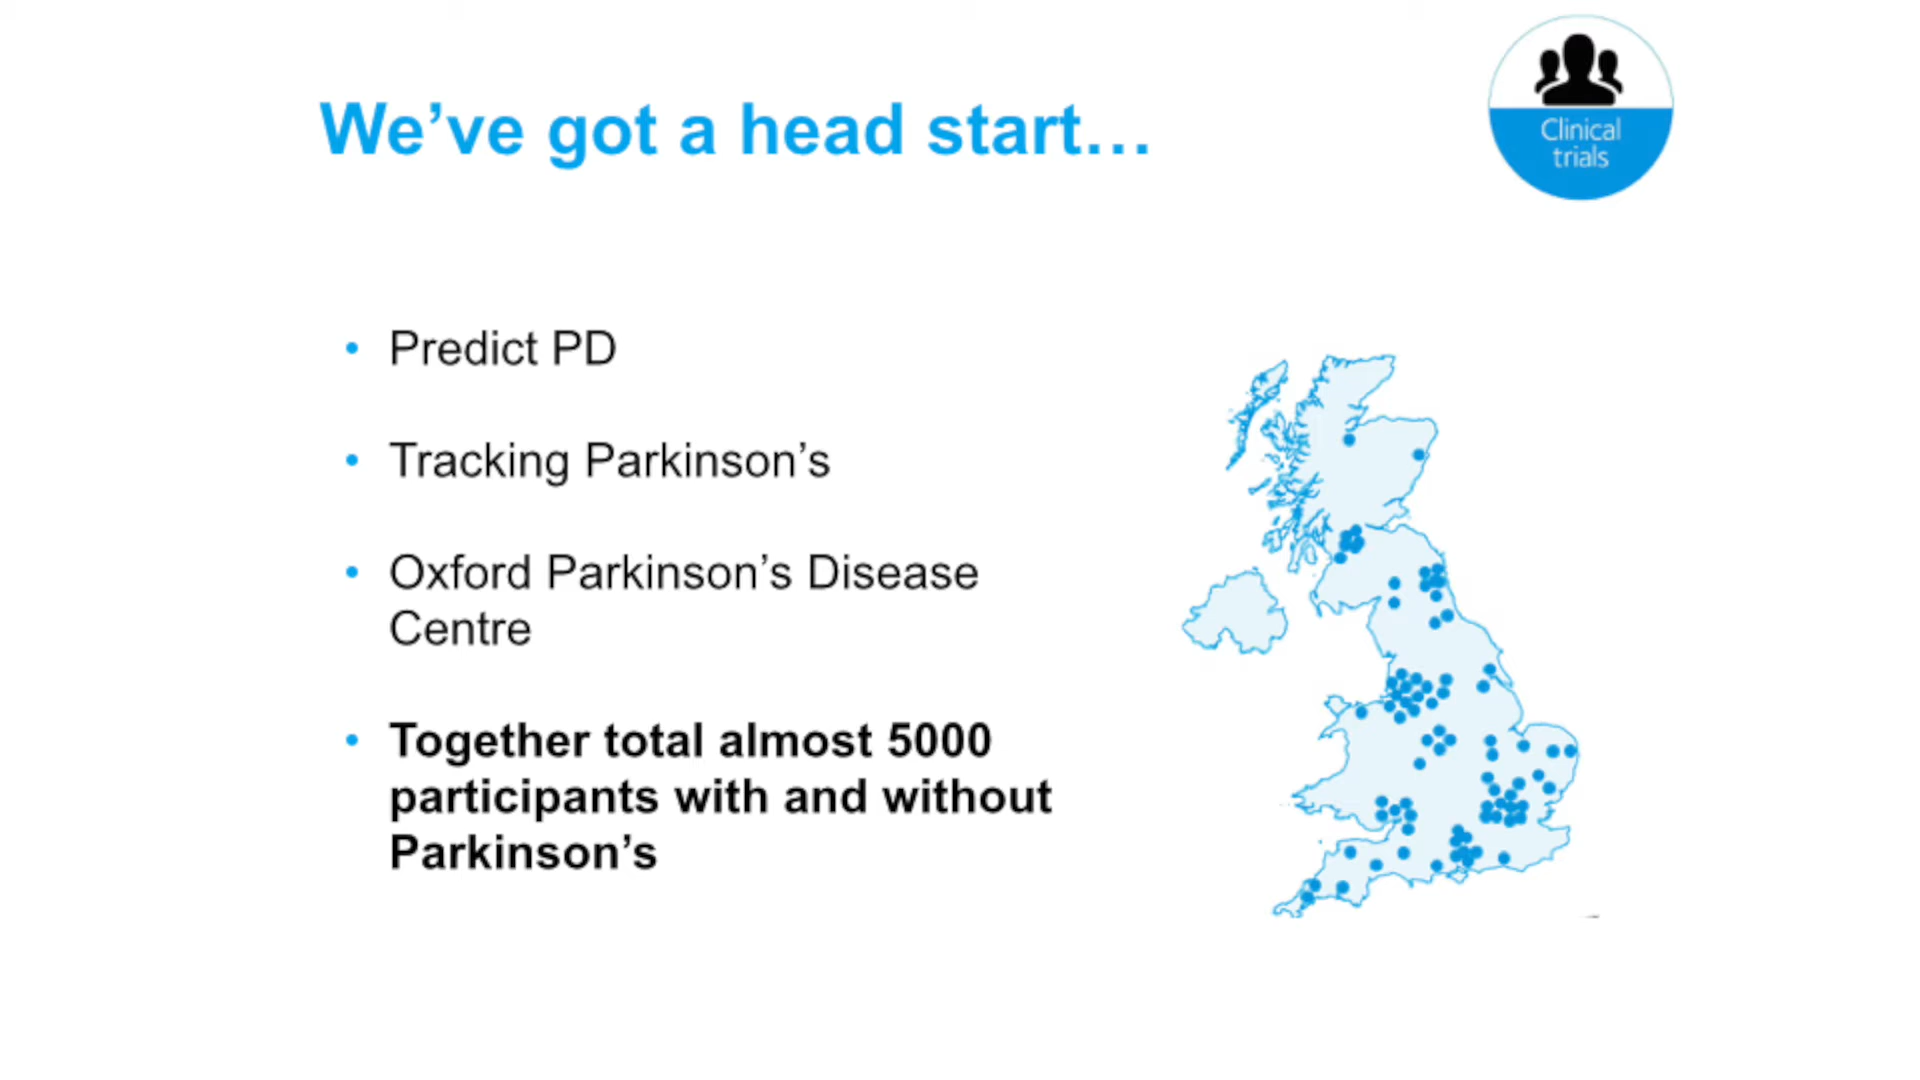 We’ve got a head start…
Clinical
trials
• Predict PD
• Tracking Parkinson’s
• Oxford Parkinson’s Disease
Centre
• Together total almost 5000
participants with and without
Parkinson’s